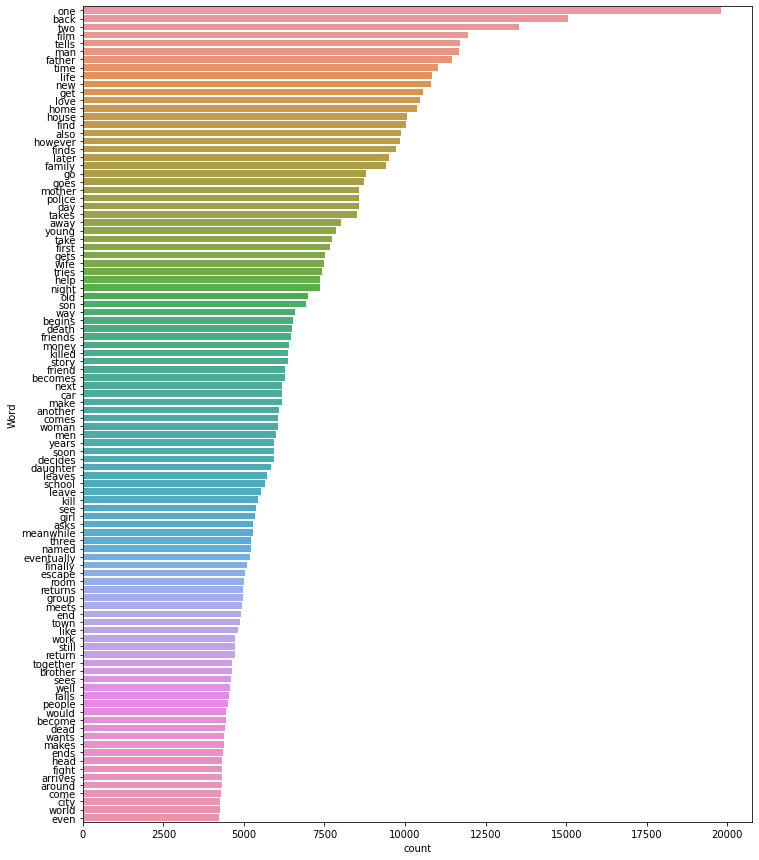 one
back
two
film
tells
man
father
time
life
new
get
love
home
house
find
also
however
finds
later
family
go
goes
mother
police
day
takes
away
young
take
first
gets
wife
tries
help
night
old
son
way
begins
death
friends
money
killed
story
friend
becomes
next
car
make
another
comes
woman
men
years
soon
decides
daughter
leaves
school
leave
kill
see
girl
asks
meanwhile
three
named
eventually
finally
escape
room
returns
group
meets
end
town
like
work
still
return
together
brother
sees
well
falls
people
would
become
dead
wants
makes
ends
head
fight
arrives
around
come
city
world
even
Word
0 2500 5000 7500 10000 12500 15000 17500 20000
count